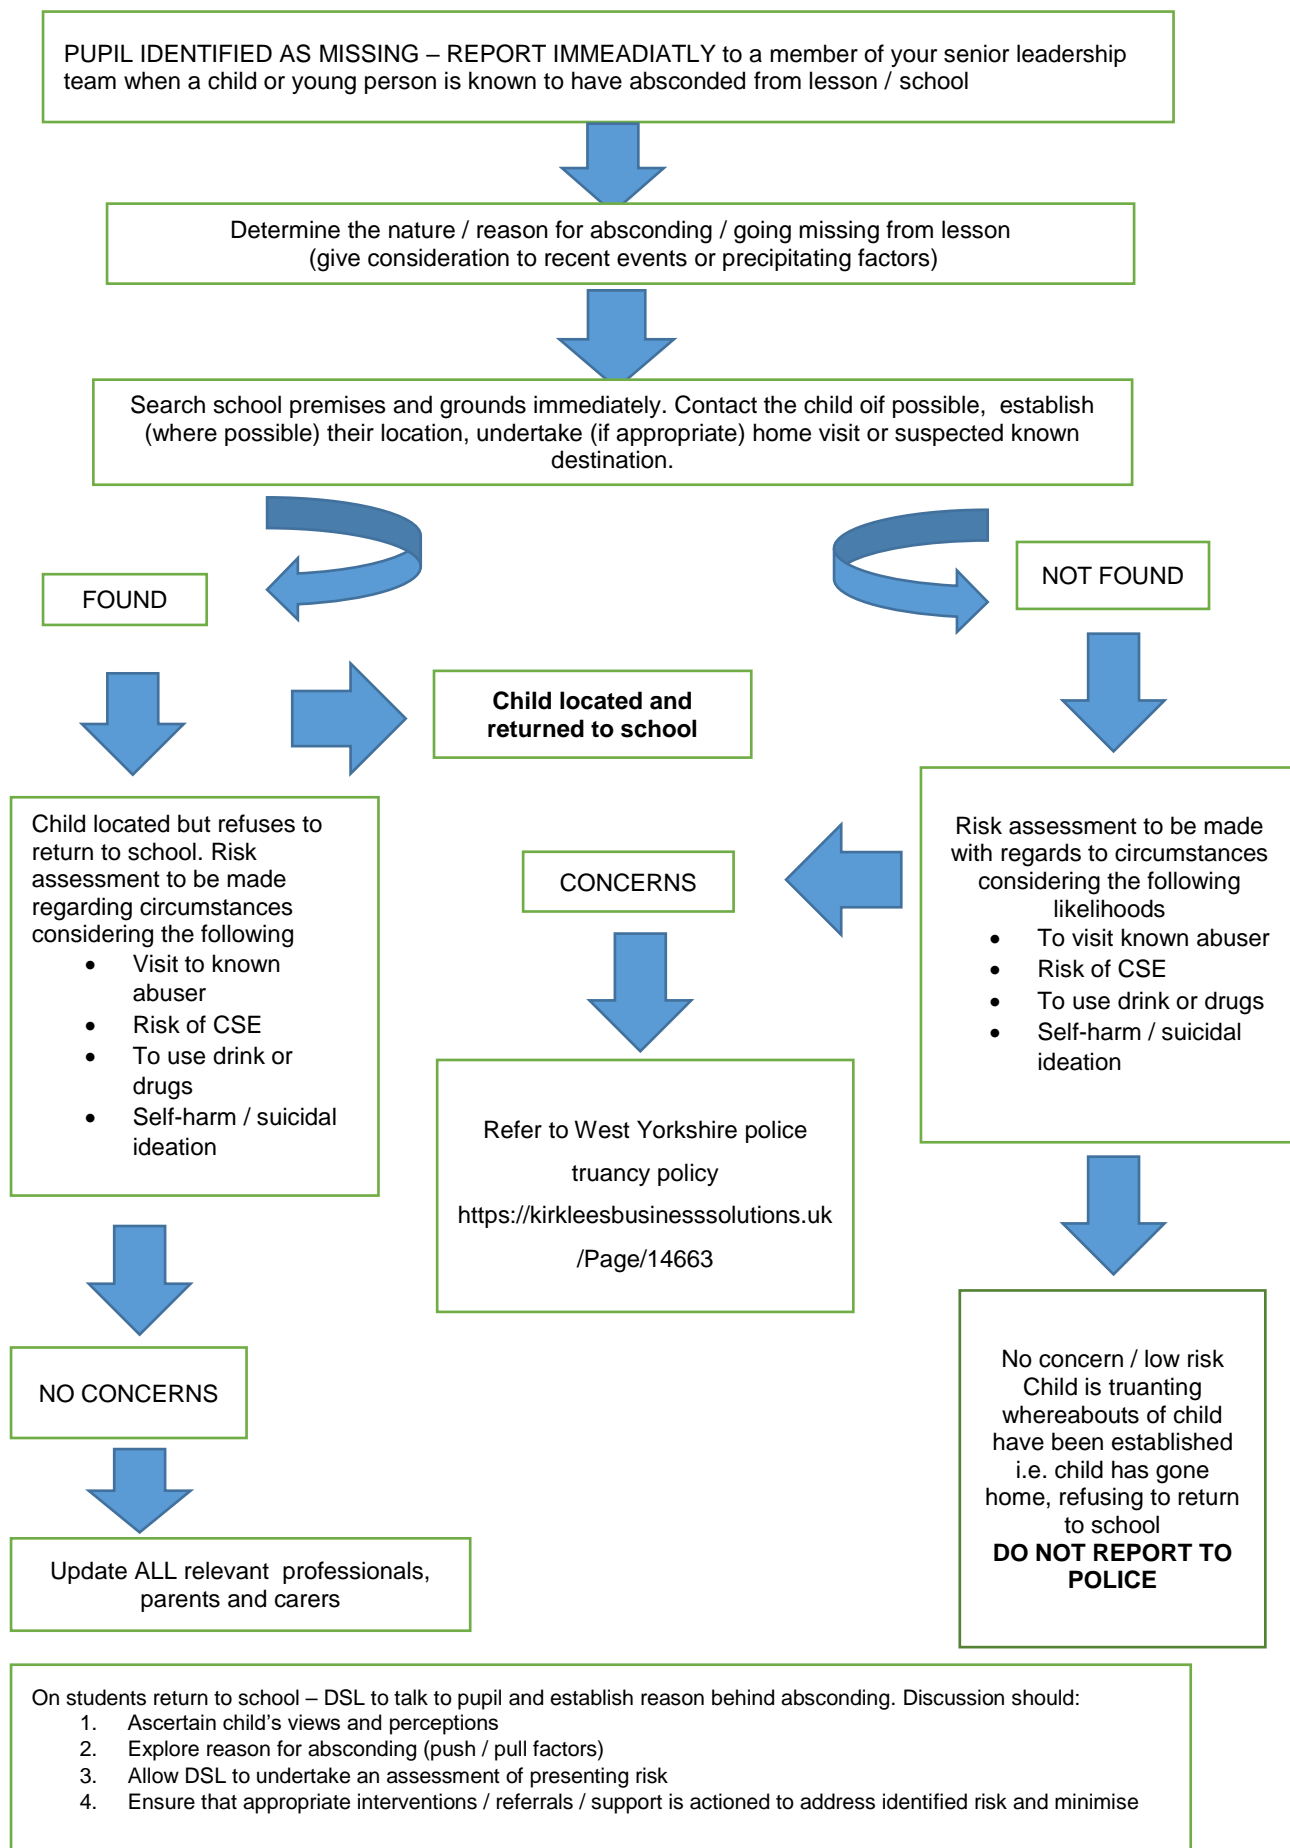 PUPIL IDENTIFIED AS MISSING – REPORT IMMEADIATLY to a member of your senior leadership
team when a child or young person is known to have absconded from lesson / school
Determine the nature / reason for absconding / going missing from lesson
(give consideration to recent events or precipitating factors)
Search school premises and grounds immediately. Contact the child oif possible, establish
(where possible) their location, undertake (if appropriate) home visit or suspected known
destination.
FOUND
NOT FOUND
Child located and
returned to school
Child located but refuses to
return to school. Risk
assessment to be made
regarding circumstances
considering the following
• Visit to known
abuser
• Risk of CSE
• To use drink or
drugs
• Self-harm / suicidal
ideation
CONCERNS
Risk assessment to be made
with regards to circumstances
considering the following
likelihoods
• To visit known abuser
• Risk of CSE
• To use drink or drugs
• Self-harm / suicidal
ideation
Refer to West Yorkshire police
truancy policy
https://kirkleesbusinesssolutions.uk
/Page/14663
NO CONCERNS
No concern / low risk
Child is truanting
whereabouts of child
have been established
i.e. child has gone
home, refusing to return
to school
DO NOT REPORT TO
POLICE
Update ALL relevant professionals,
parents and carers
On students return to school – DSL to talk to pupil and establish reason behind absconding. Discussion should:
1. Ascertain child’s views and perceptions
2. Explore reason for absconding (push / pull factors)
3. Allow DSL to undertake an assessment of presenting risk
4. Ensure that appropriate interventions / referrals / support is actioned to address identified risk and minimise